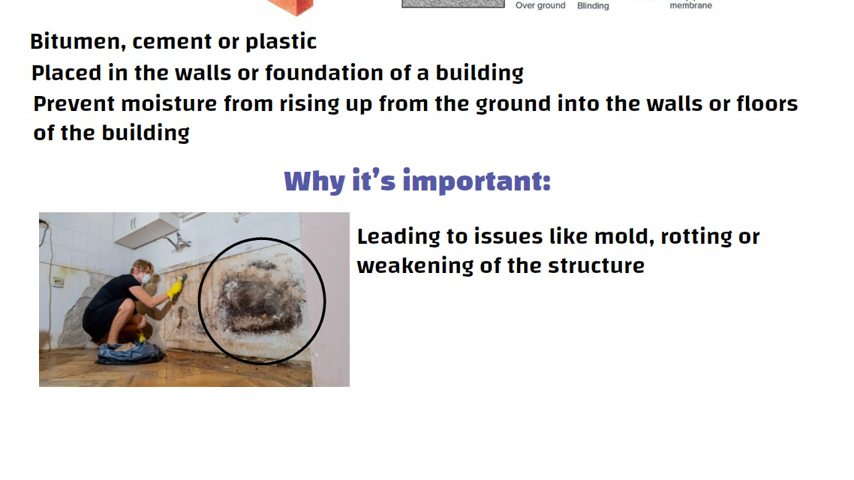 Over ground Blinding membrane
Bitumen, cement or plastic
Placed in the walls or foundation of a building
Prevent moisture from rising up from the ground into the walls or floors
of the building
Why it's important:
Leading to issues like mold, rotting or
weakening of the structure